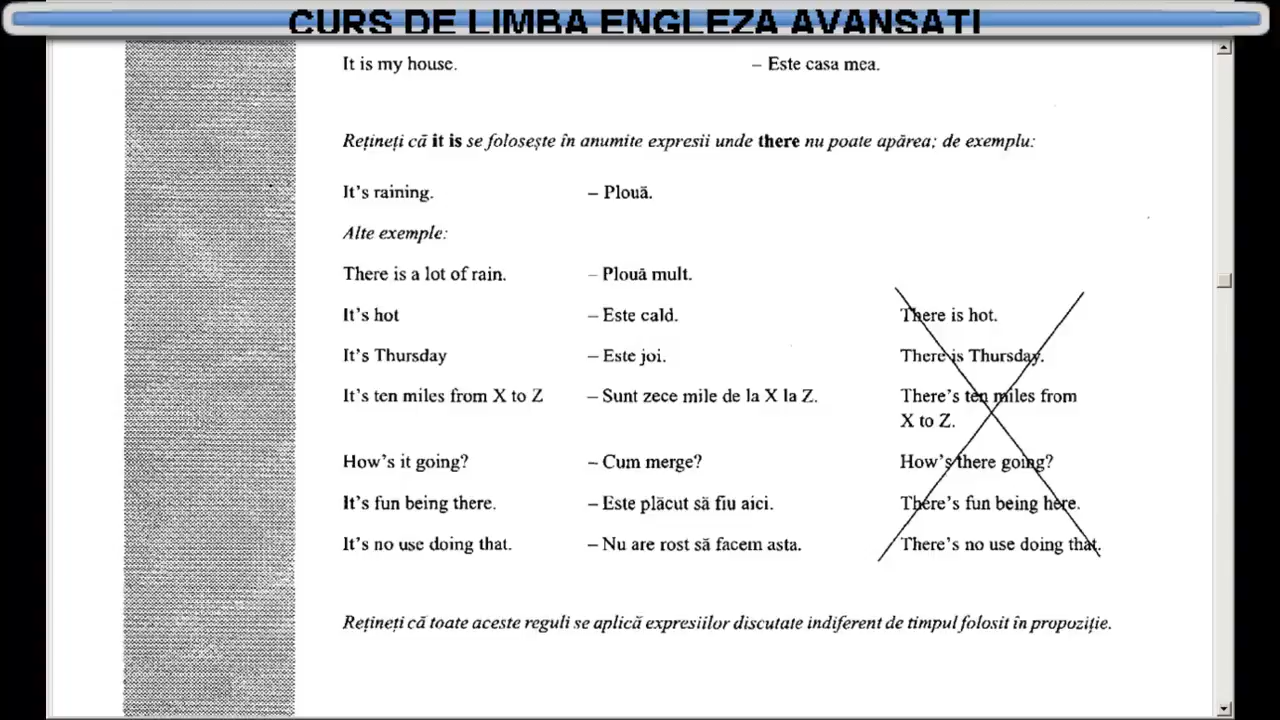 CURS DE LIMBA ENGLEZA AVANSATI
It is my house. – Este casa mea.
Rețineți că it is se folosește în anumite expresii unde there nu poate apărea; de exemplu:
It's raining. – Plouă.
Alte exemple:
There is a lot of rain. – Plouă mult.
It's hot – Este cald. There is hot.
It's Thursday – Este joi. There is Thursday.
It's ten miles from X to Z – Sunt zece mile de la X la Z. There's ten miles from
X to Z.
How's it going? – Cum merge? How's there going?
It's fun being there. – Este plăcut să fiu aici. There's fun being here.
It's no use doing that. – Nu are rost să facem asta. There's no use doing that.
Rețineți că toate aceste reguli se aplică expresiilor discutate indiferent de timpul folosit în propoziție.